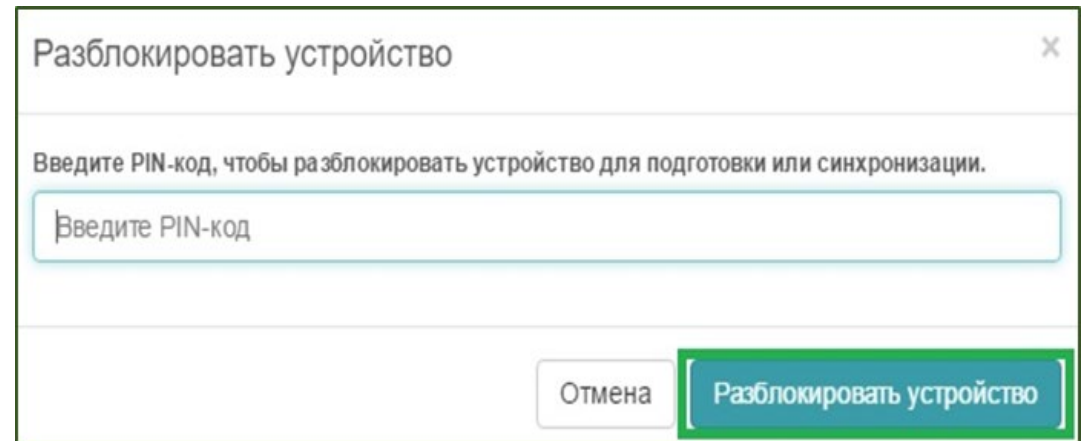 Разблокировать устройство ×
Введите PIN-код, чтобы разблокировать устройство для подготовки или синхронизации.
Введите PIN-код
Отмена Разблокировать устройство